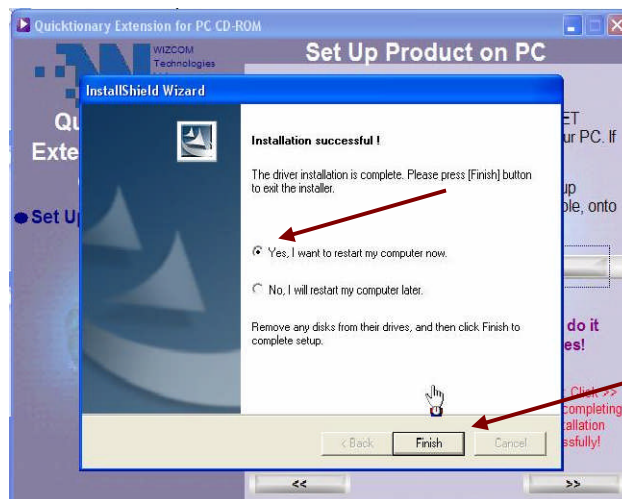 Quicktionary Extension for PC CD-ROM
WIZCOM
Technologies
Set Up Product on PC
InstallShield Wizard
Installation successful !
The driver installation is complete. Please press [Finish] button
to exit the installer.
Yes, I want to restart my computer now.
No, I will restart my computer later.
Remove any disks from their drives, and then click Finish to
complete setup.
< Back
Finish
Cancel
Qu
Exte
Set U
ET
ur PC. If
up
ole, onto
do it
es!
Click >>
completing
allation
ssfully!
<<
>>